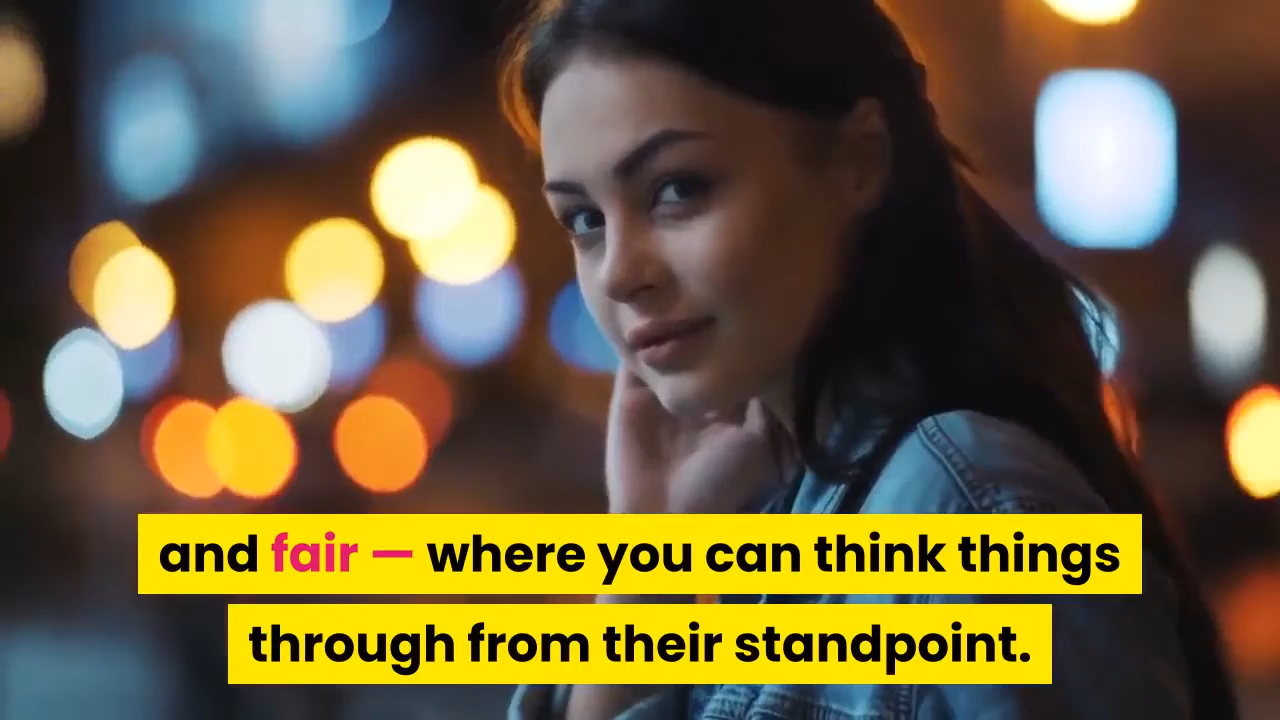 and fair — where you can think things
through from their standpoint.